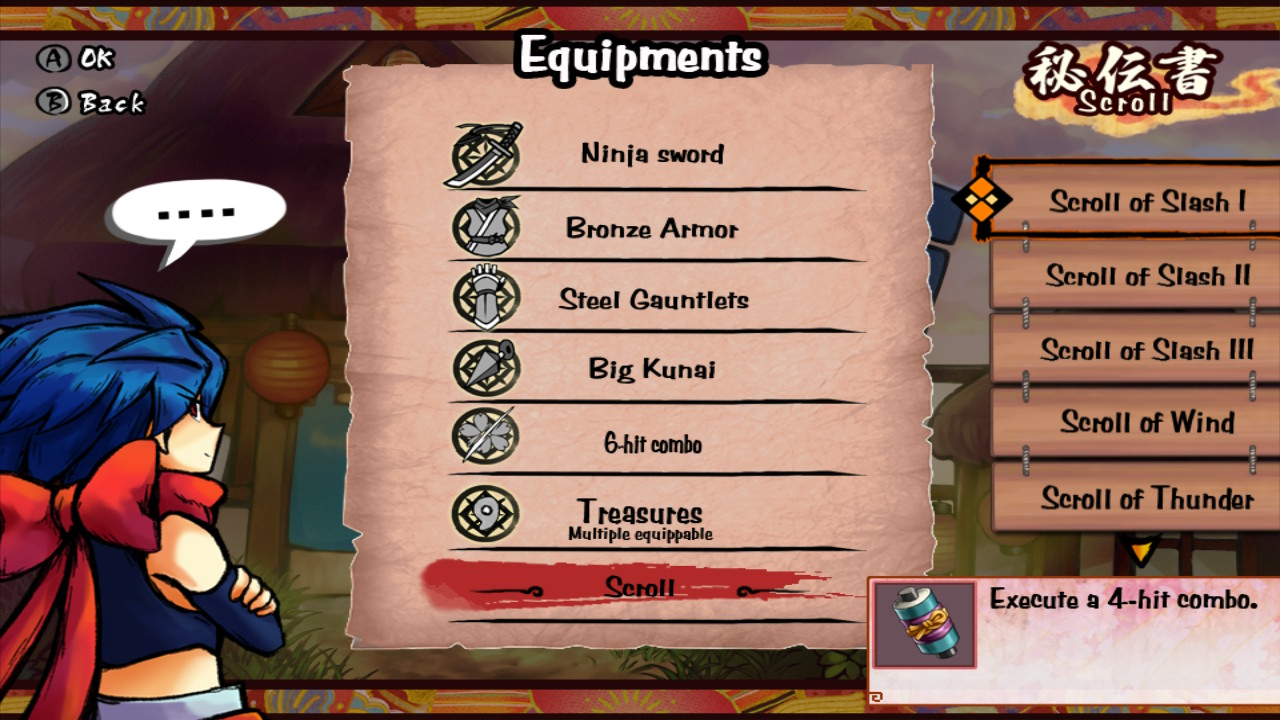 Equipments
A OK
B Back
秘伝書
Scroll
....
Ninja sword
Bronze Armor
Steel Gauntlets
Big Kunai
6-hit combo
Treasures
Multiple equippable
Scroll
Scroll of Slash I
Scroll of Slash II
Scroll of Slash III
Scroll of Wind
Scroll of Thunder
Execute a 4-hit combo.